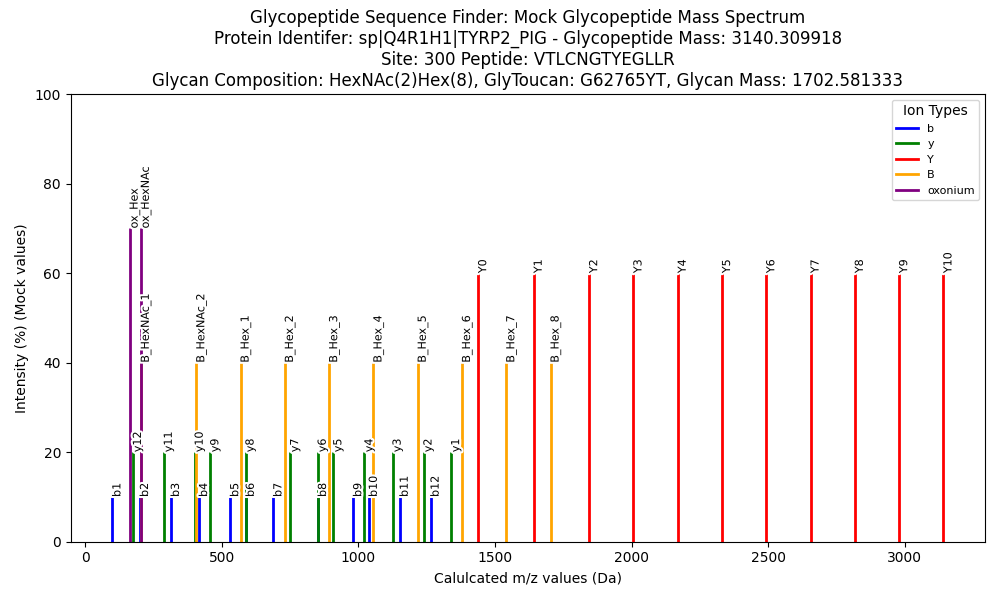 Glycopeptide Sequence Finder: Mock Glycopeptide Mass Spectrum
Protein Identifer: sp|Q4R1H1|TYRP2_PIG - Glycopeptide Mass: 3140.309918
Site: 300 Peptide: VTLCNGTYEGLLR
Glycan Composition: HexNAc(2)Hex(8), GlyToucan: G62765YT, Glycan Mass: 1702.581333
Intensity (%) (Mock values)
100
80
60
40
20
0
Ion Types
b
y
Y
B
oxonium
ox_Hex
ox_HexNAc
Y0
Y1
Y2
Y3
Y4
Y5
Y6
Y7
Y8
Y9
Y10
B_HexNAc_1
B_HexNAc_2
B_Hex_1
B_Hex_2
B_Hex_3
B_Hex_4
B_Hex_5
B_Hex_6
B_Hex_7
B_Hex_8
y12
y11
y10
y9
y8
y7
y6
y5
y4
y3
y2
y1
b1
b2
b3
b4
b5
b6
b7
b8
b9
b10
b11
b12
0
500
1000
1500
2000
2500
3000
Calulcated m/z values (Da)